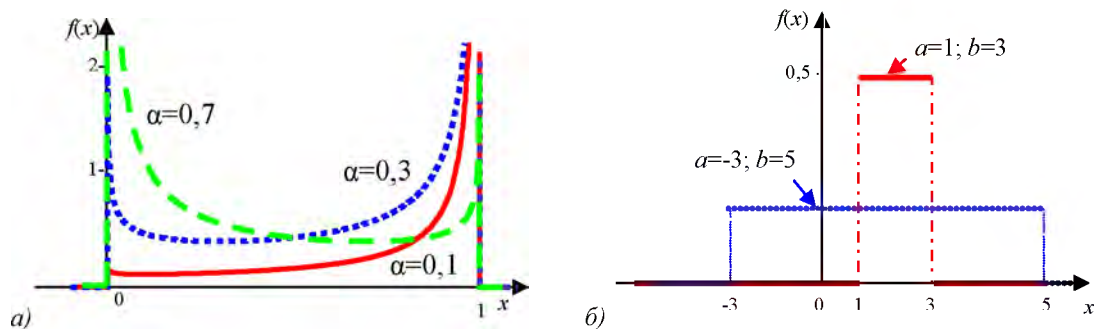 f(x)
2
α=0,7
1
α=0,3
α=0,1
0
1
x
а)
f(x)
a=1; b=3
0,5
a=-3; b=5
-3
0
1
3
5
x
б)